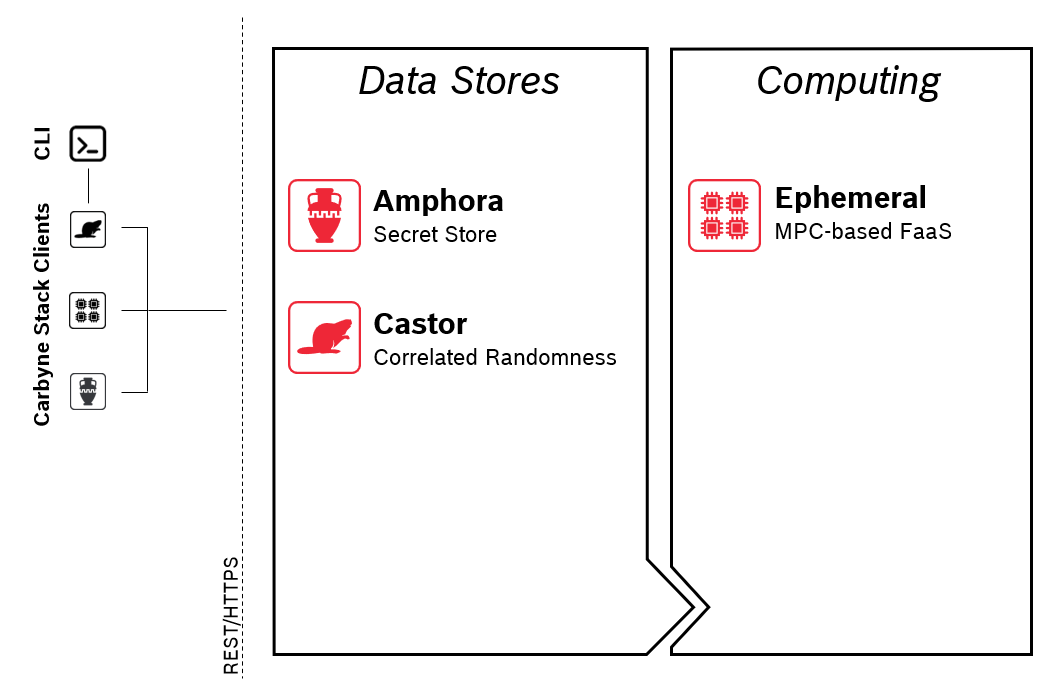 CLI
Carbyne Stack Clients
REST/HTTPS
Data Stores
Amphora
Secret Store
Castor
Correlated Randomness
Computing
Ephemeral
MPC-based FaaS